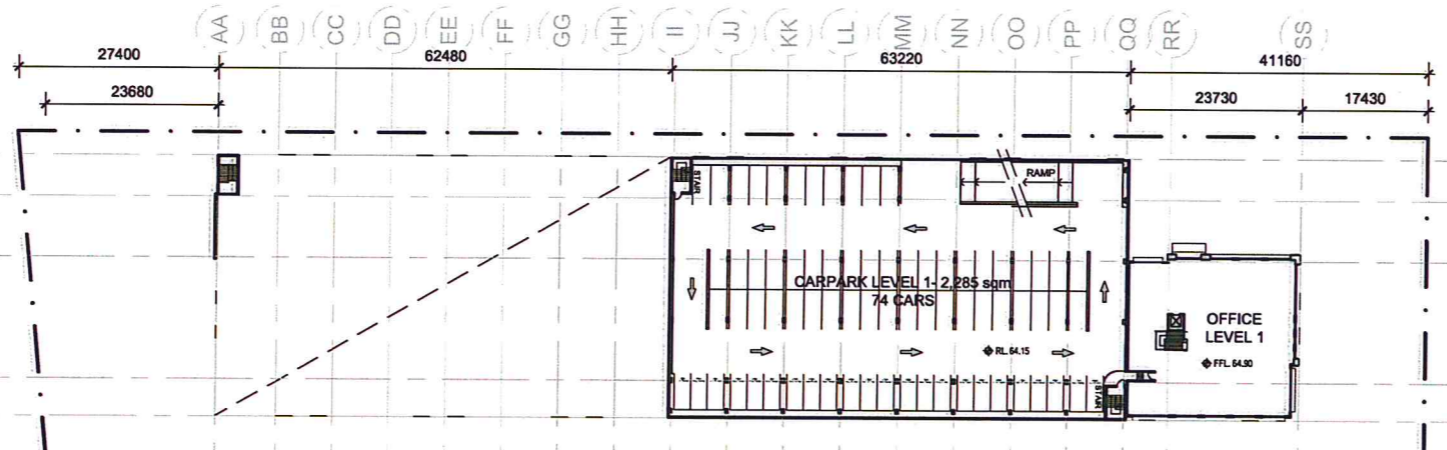 AA BB CC DD EE FF GG HH II JJ KK LL MM NN OO PP QQ RR SS
27400 62480 63220 41160
23680 23730 17430
STAIR
RAMP
CARPARK LEVEL 1- 2,285 sqm
74 CARS
OFFICE
LEVEL 1
RL. 64.15
FFL. 64.90
STAIR